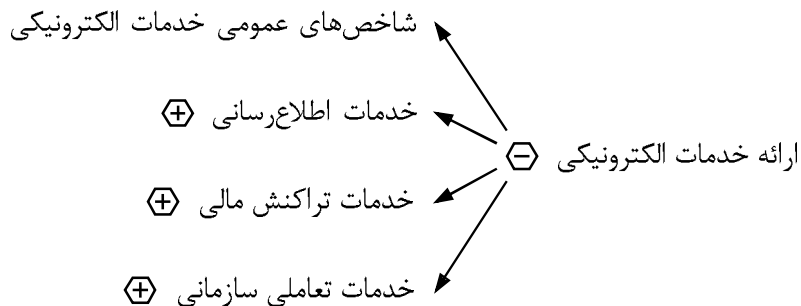 ارائه خدمات الکترونیکی
شاخص‌های عمومی خدمات الکترونیکی
خدمات اطلاع‌رسانی
خدمات تراکنش مالی
خدمات تعاملی سازمانی